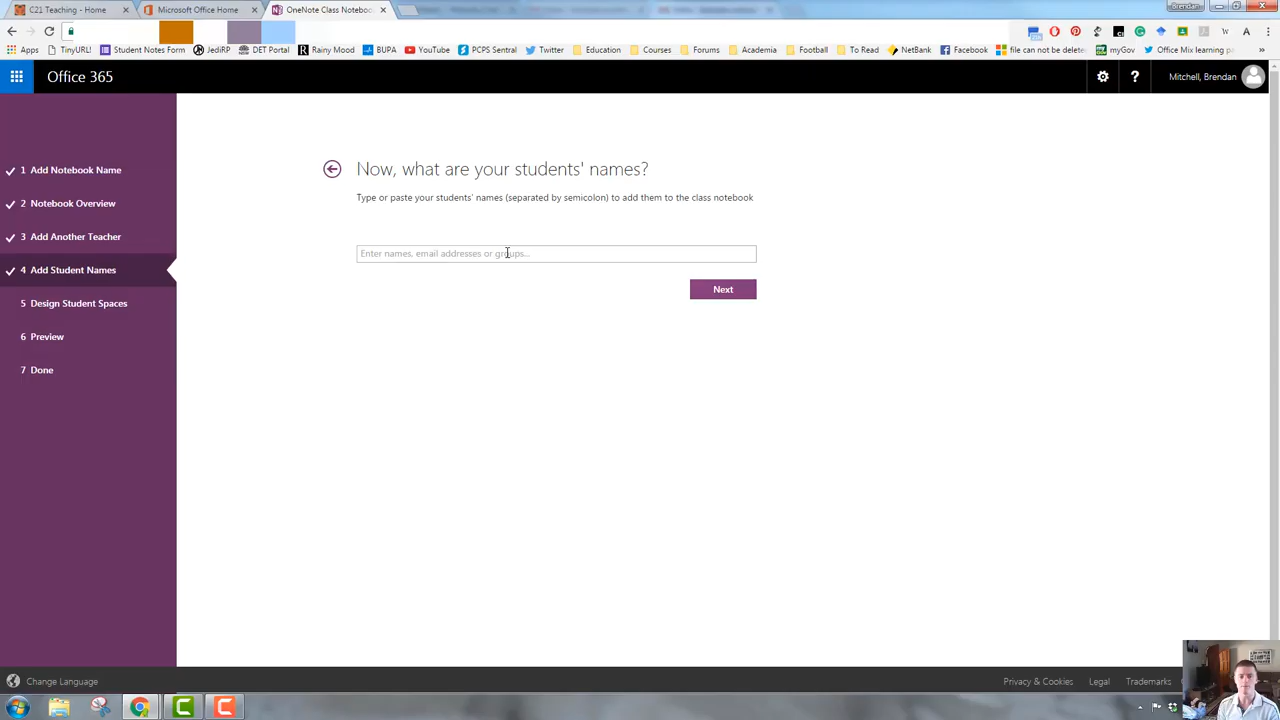 C21 Teaching - Home
Microsoft Office Home
OneNote Class Notebo
Brendan
Apps
TinyURL!
Student Notes Form
JediRP
DET Portal
Rainy Mood
BUPA
YouTube
PCPS Sentral
Twitter
Education
Courses
Forums
Academia
Football
To Read
NetBank
Facebook
file can not be delete
myGov
Office Mix learning p
»
Office 365
?
Mitchell, Brendan
1 Add Notebook Name
2 Notebook Overview
3 Add Another Teacher
4 Add Student Names
5 Design Student Spaces
6 Preview
7 Done
Now, what are your students' names?
Type or paste your students' names (separated by semicolon) to add them to the class notebook
Enter names, email addresses or groups...
Next
Change Language
Privacy & Cookies
Legal
Trademarks